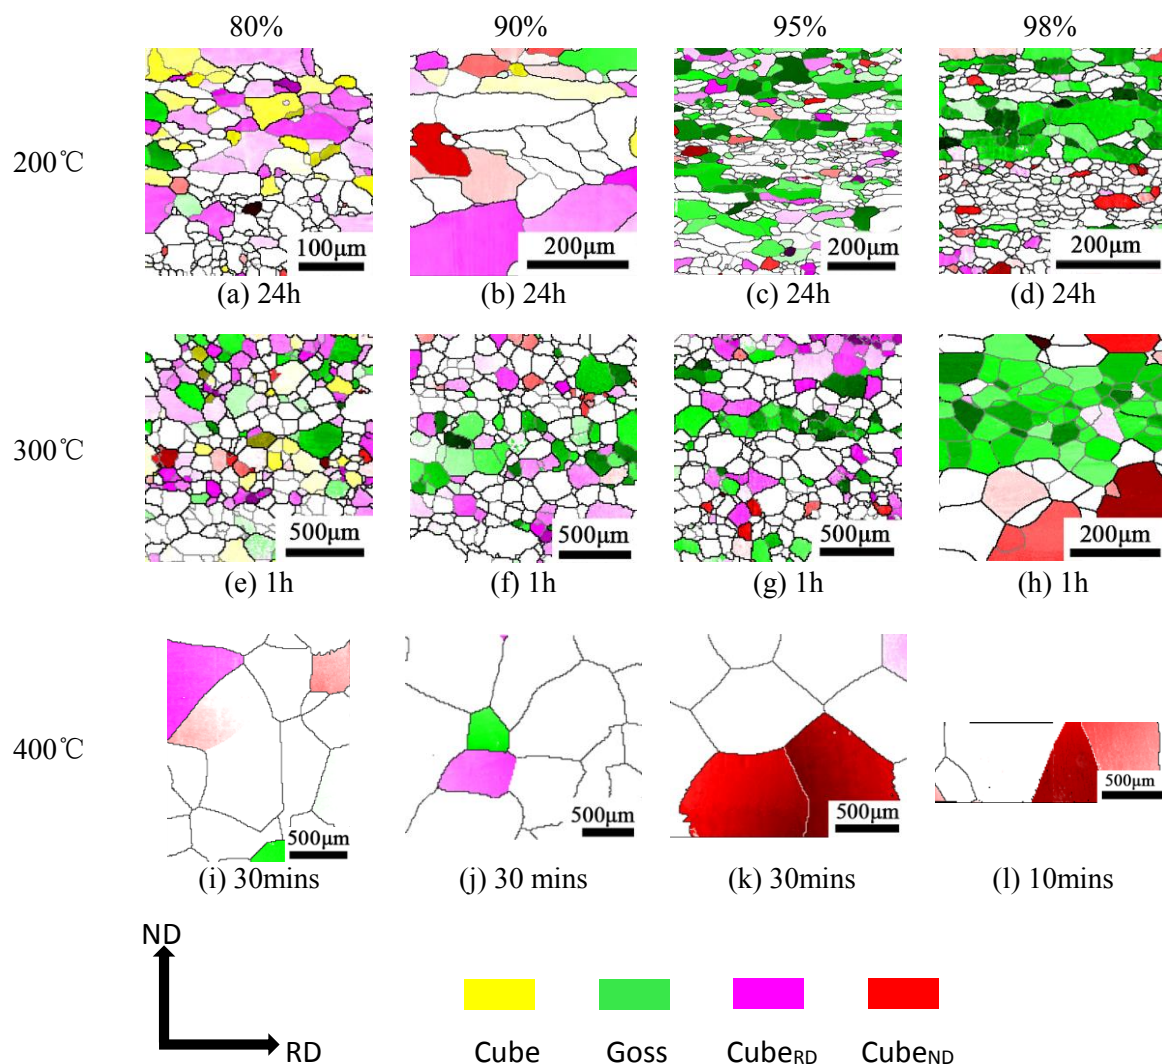 80% 90% 95% 98%
200℃
100μm 200μm 200μm 200μm
(a) 24h (b) 24h (c) 24h (d) 24h
300℃
500μm 500μm 500μm 200μm
(e) 1h (f) 1h (g) 1h (h) 1h
400℃
500μm 500μm 500μm 500μm
(i) 30mins (j) 30 mins (k) 30mins (l) 10mins
ND
RD
Cube Goss CubeRD CubeND